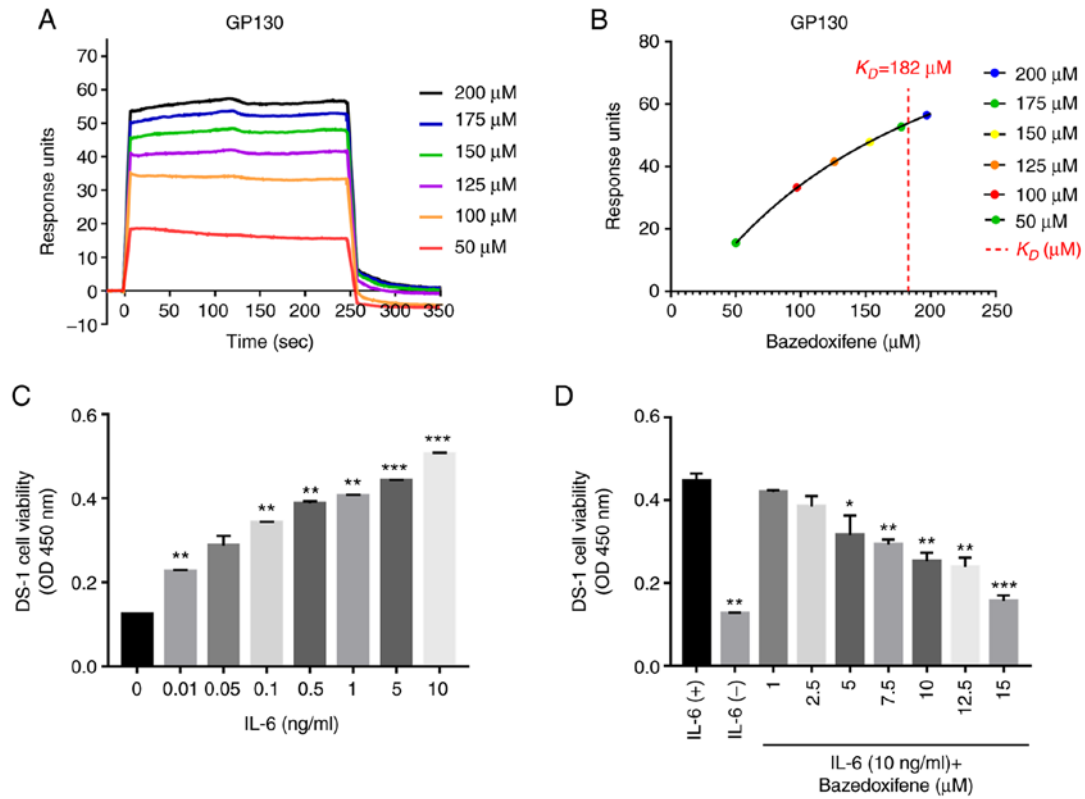 A
GP130
Response units
70
60
50
40
30
20
10
0
−10
0
50
100
150
200
250
300
350
Time (sec)
200 μM
175 μM
150 μM
125 μM
100 μM
50 μM
B
GP130
Response units
80
60
40
20
0
0
50
100
150
200
250
Bazedoxifene (μM)
K_D=182 μM
200 μM
175 μM
150 μM
125 μM
100 μM
50 μM
K_D (μM)
C
DS-1 cell viability
(OD 450 nm)
0.6
0.4
0.2
0.0
**
**
**
**
***
***
0
0.01
0.05
0.1
0.5
1
5
10
IL-6 (ng/ml)
D
DS-1 cell viability
(OD 450 nm)
0.6
0.4
0.2
0.0
**
*
**
**
**
***
IL-6 (+)
IL-6 (−)
1
2.5
5
7.5
10
12.5
15
IL-6 (10 ng/ml)+
Bazedoxifene (μM)